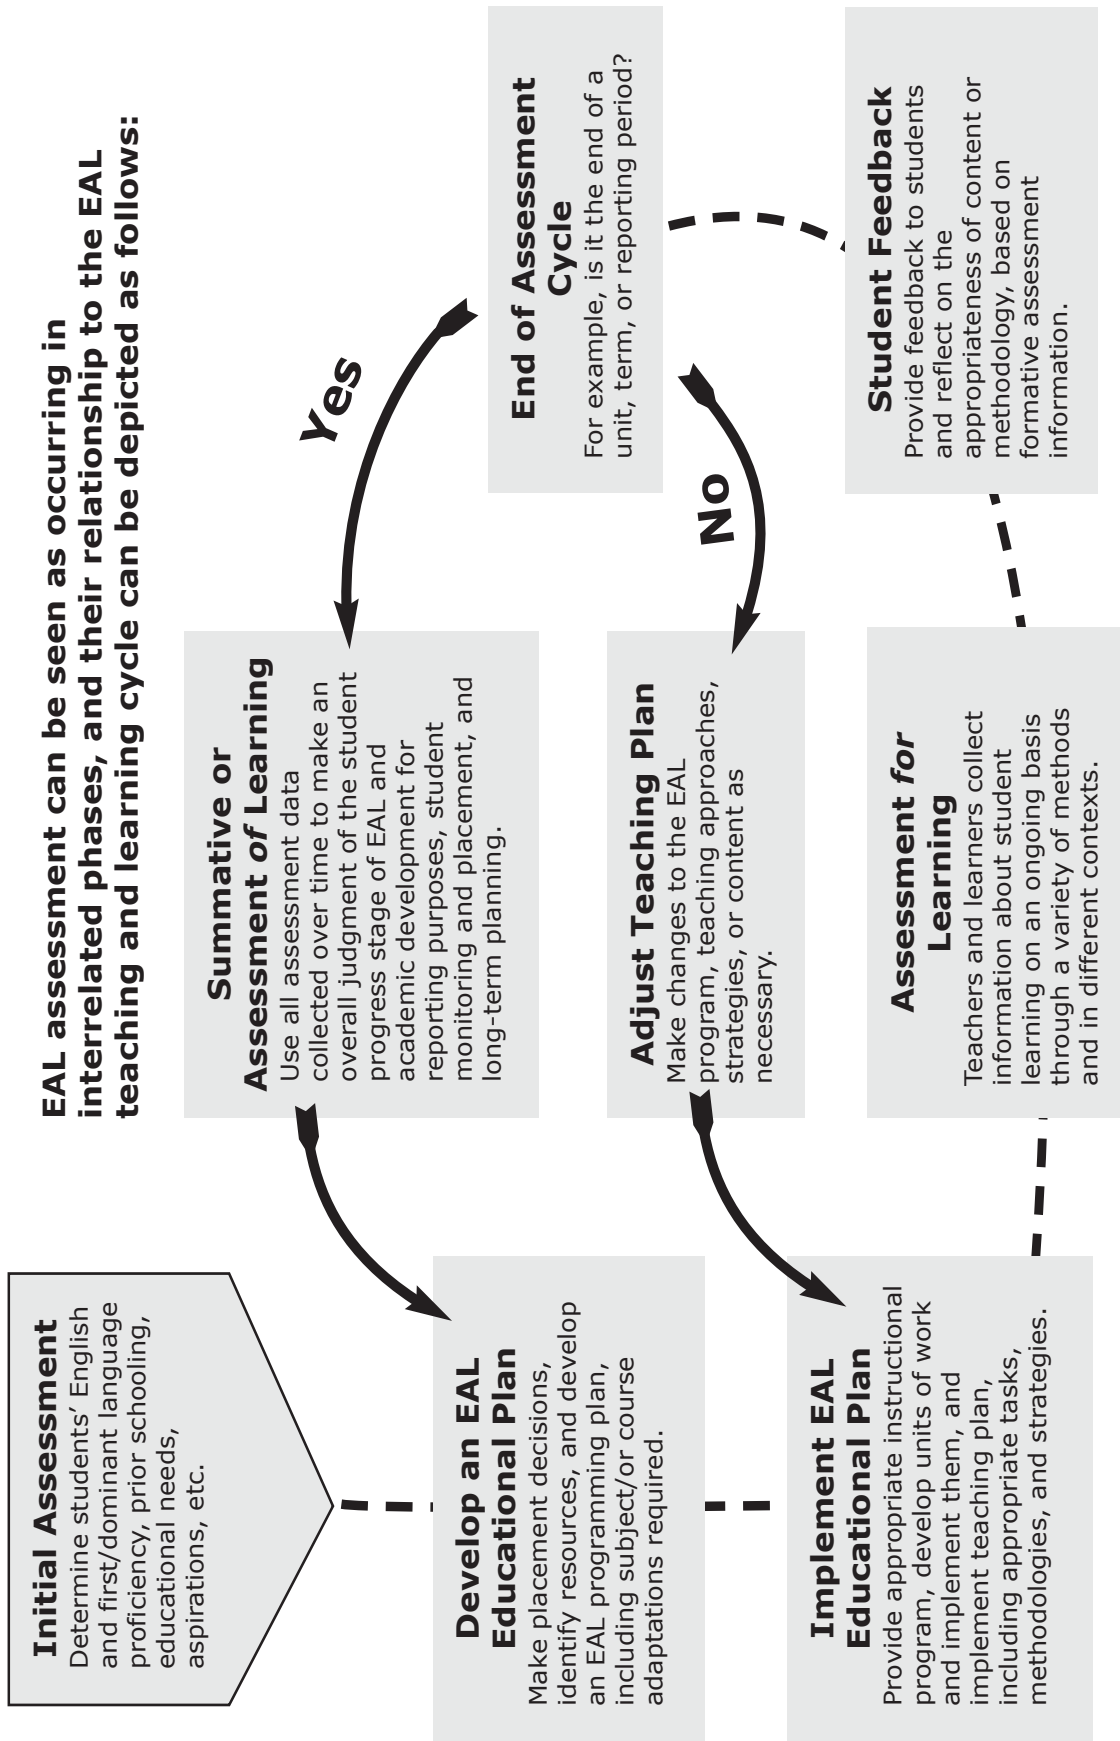 EAL assessment can be seen as occurring in
interrelated phases, and their relationship to the EAL
teaching and learning cycle can be depicted as follows:
Initial Assessment
Determine students’ English
and first/dominant language
proficiency, prior schooling,
educational needs,
aspirations, etc.
Develop an EAL
Educational Plan
Make placement decisions,
identify resources, and develop
an EAL programming plan,
including subject/or course
adaptations required.
Implement EAL
Educational Plan
Provide appropriate instructional
program, develop units of work
and implement them, and
implement teaching plan,
including appropriate tasks,
methodologies, and strategies.
Assessment for
Learning
Teachers and learners collect
information about student
learning on an ongoing basis
through a variety of methods
and in different contexts.
Student Feedback
Provide feedback to students
and reflect on the
appropriateness of content or
methodology, based on
formative assessment
information.
End of Assessment
Cycle
For example, is it the end of a
unit, term, or reporting period?
Yes
No
Summative or
Assessment of Learning
Use all assessment data
collected over time to make an
overall judgment of the student
progress stage of EAL and
academic development for
reporting purposes, student
monitoring and placement, and
long-term planning.
Adjust Teaching Plan
Make changes to the EAL
program, teaching approaches,
strategies, or content as
necessary.